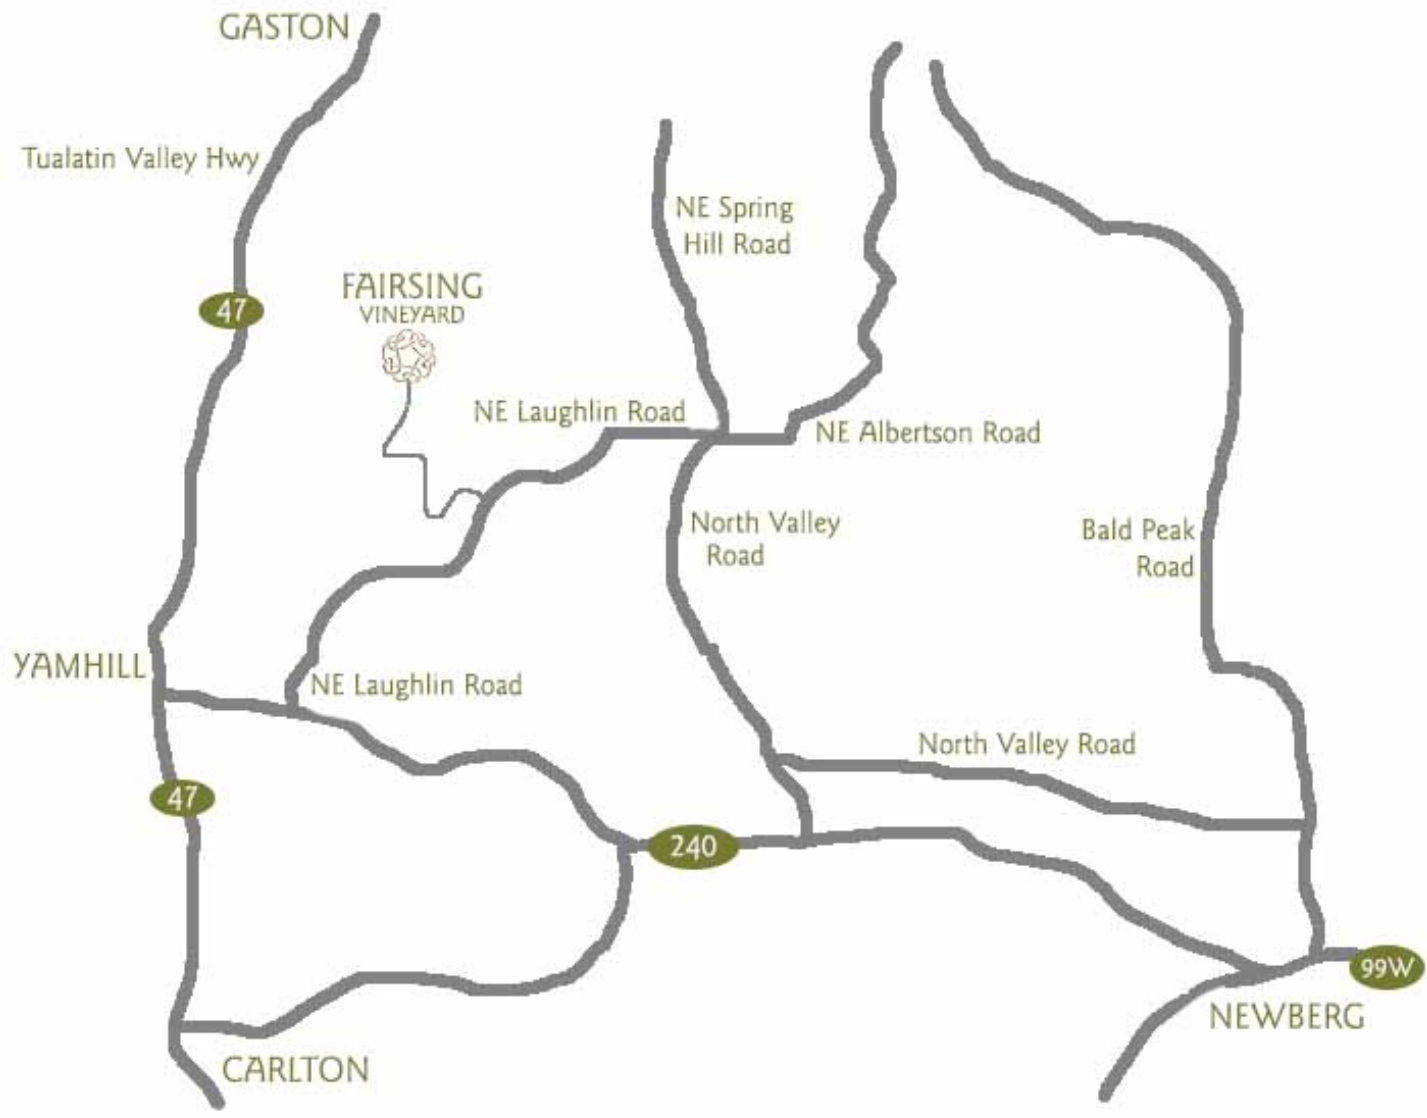 GASTON
Tualatin Valley Hwy
NE Spring
Hill Road
FAIRSING
VINEYARD
47
NE Laughlin Road
NE Albertson Road
North Valley
Road
Bald Peak
Road
YAMHILL
NE Laughlin Road
North Valley Road
47
240
99W
NEWBERG
CARLTON